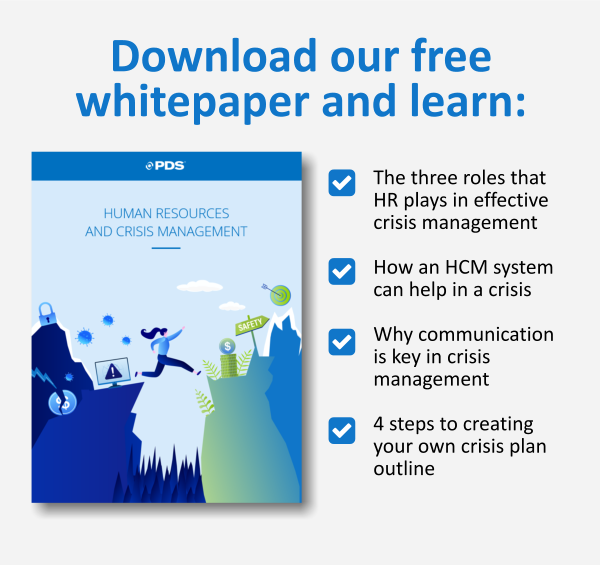 Download our free
whitepaper and learn:
PDS
HUMAN RESOURCES
AND CRISIS MANAGEMENT
SAFETY
$
The three roles that
HR plays in effective
crisis management
How an HCM system
can help in a crisis
Why communication
is key in crisis
management
4 steps to creating
your own crisis plan
outline